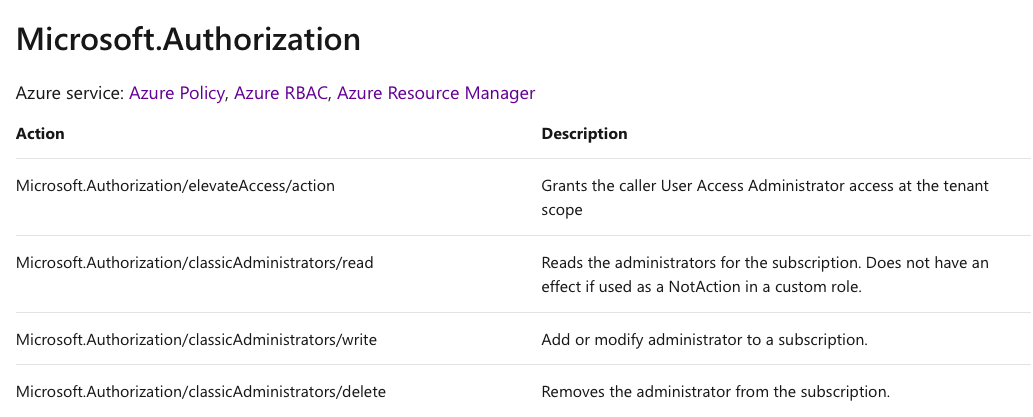 Microsoft.Authorization
Azure service: Azure Policy, Azure RBAC, Azure Resource Manager
Action Description
Microsoft.Authorization/elevateAccess/action Grants the caller User Access Administrator access at the tenant
scope
Microsoft.Authorization/classicAdministrators/read Reads the administrators for the subscription. Does not have an
effect if used as a NotAction in a custom role.
Microsoft.Authorization/classicAdministrators/write Add or modify administrator to a subscription.
Microsoft.Authorization/classicAdministrators/delete Removes the administrator from the subscription.